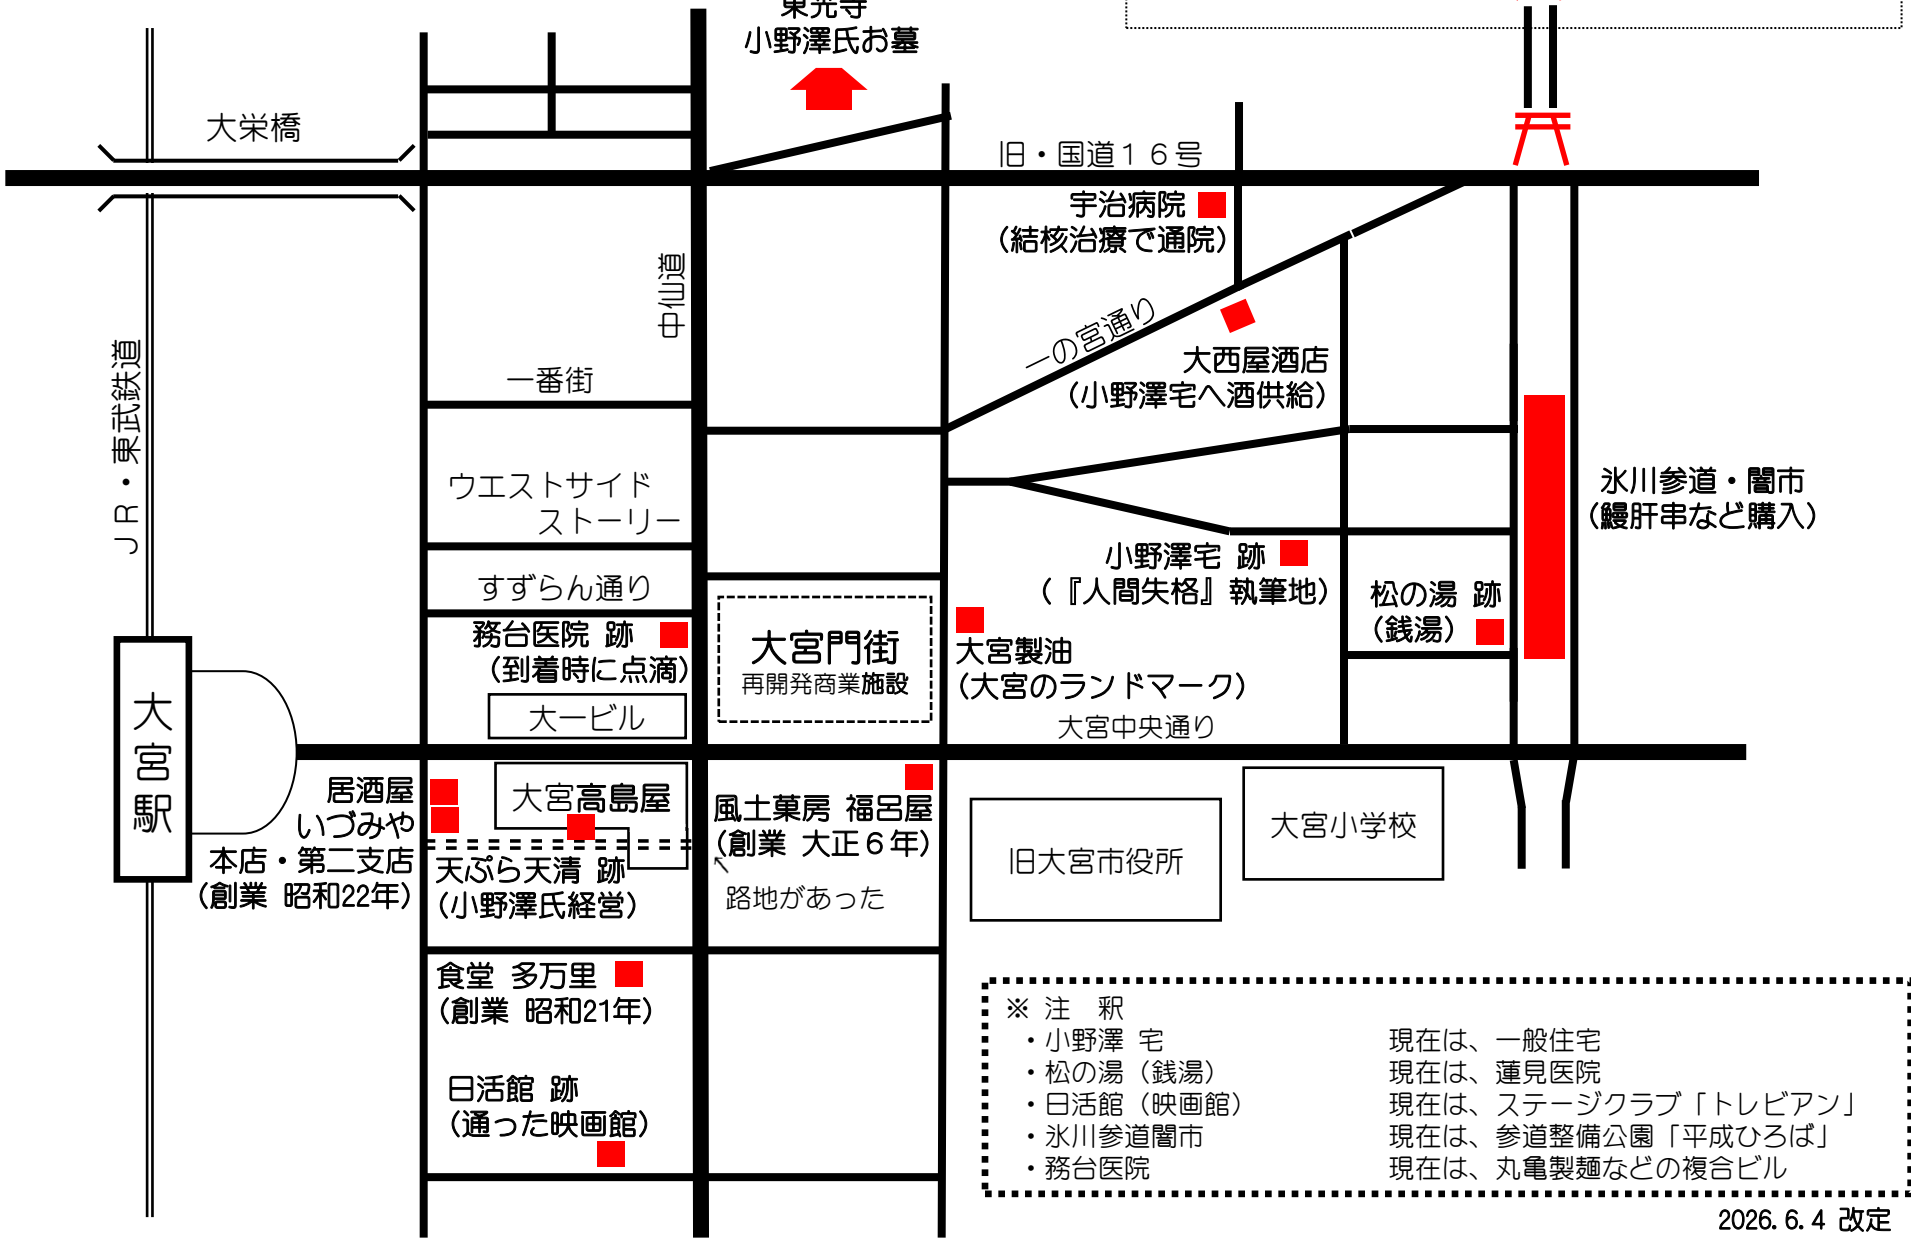 東光寺
小野澤氏お墓
大栄橋
旧・国道１６号
宇治病院
（結核治療で通院）
中仙道
一の宮通り
JR・東武鉄道
一番街
大西屋酒店
（小野澤宅へ酒供給）
ウエストサイド
ストーリー
氷川参道・闇市
（鰻肝串など購入）
すずらん通り
小野澤宅 跡
（『人間失格』執筆地）
松の湯 跡
（銭湯）
務台医院 跡
（到着時に点滴）
大宮門街
再開発商業施設
大宮製油
（大宮のランドマーク）
大一ビル
大宮中央通り
大宮駅
居酒屋
いづみや
本店・第二支店
（創業 昭和22年）
大宮高島屋
天ぷら天清 跡
（小野澤氏経営）
風土菓房 福呂屋
（創業 大正６年）
↖
路地があった
旧大宮市役所
大宮小学校
食堂 多万里
（創業 昭和21年）
日活館 跡
（通った映画館）
※ 注　釈
・小野澤 宅　現在は、一般住宅
・松の湯（銭湯）　現在は、蓮見医院
・日活館（映画館）　現在は、ステージクラブ「トレビアン」
・氷川参道闇市　現在は、参道整備公園「平成ひろば」
・務台医院　現在は、丸亀製麺などの複合ビル
2026.6.4 改定